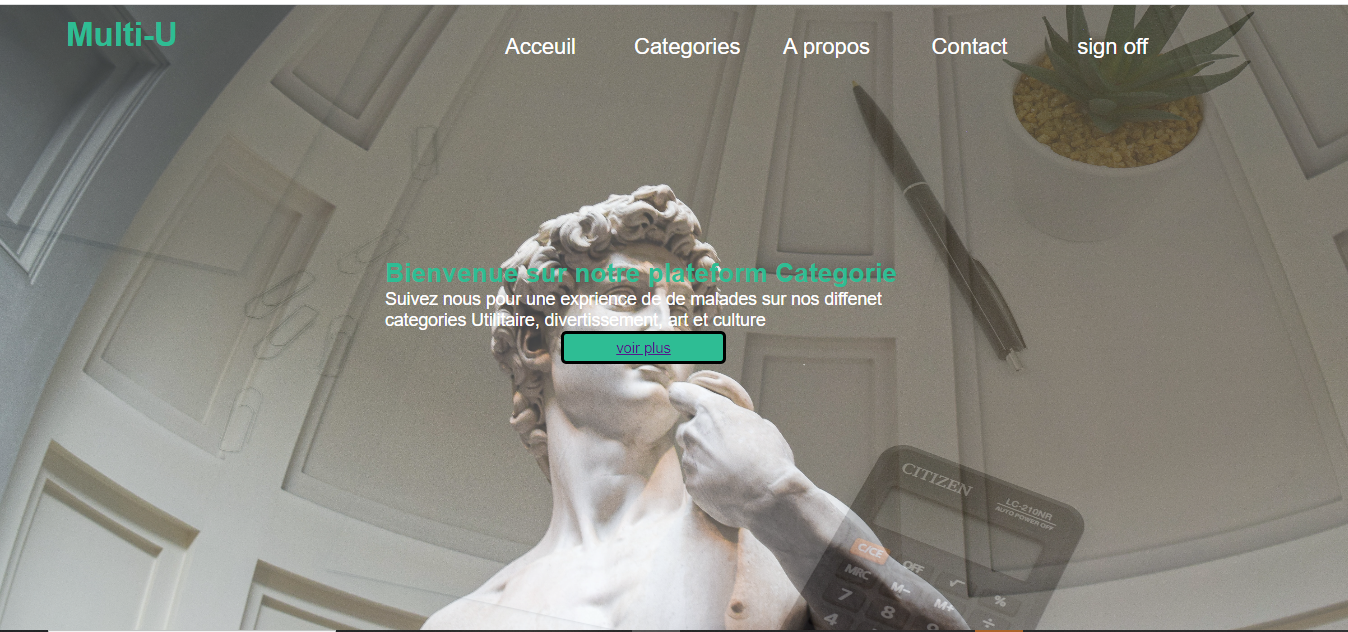 Multi-U
Acceuil Categories A propos Contact sign off
Bienvenue sur notre plateform Categorie
Suivez nous pour une exprience de de malades sur nos diffenet
categories Utilitaire, divertissement, art et culture
voir plus
CITIZEN
LC-210NR
AUTO POWER OFF
C/CE OFF √ %
MRC M− M+ ÷
7 8 9
4